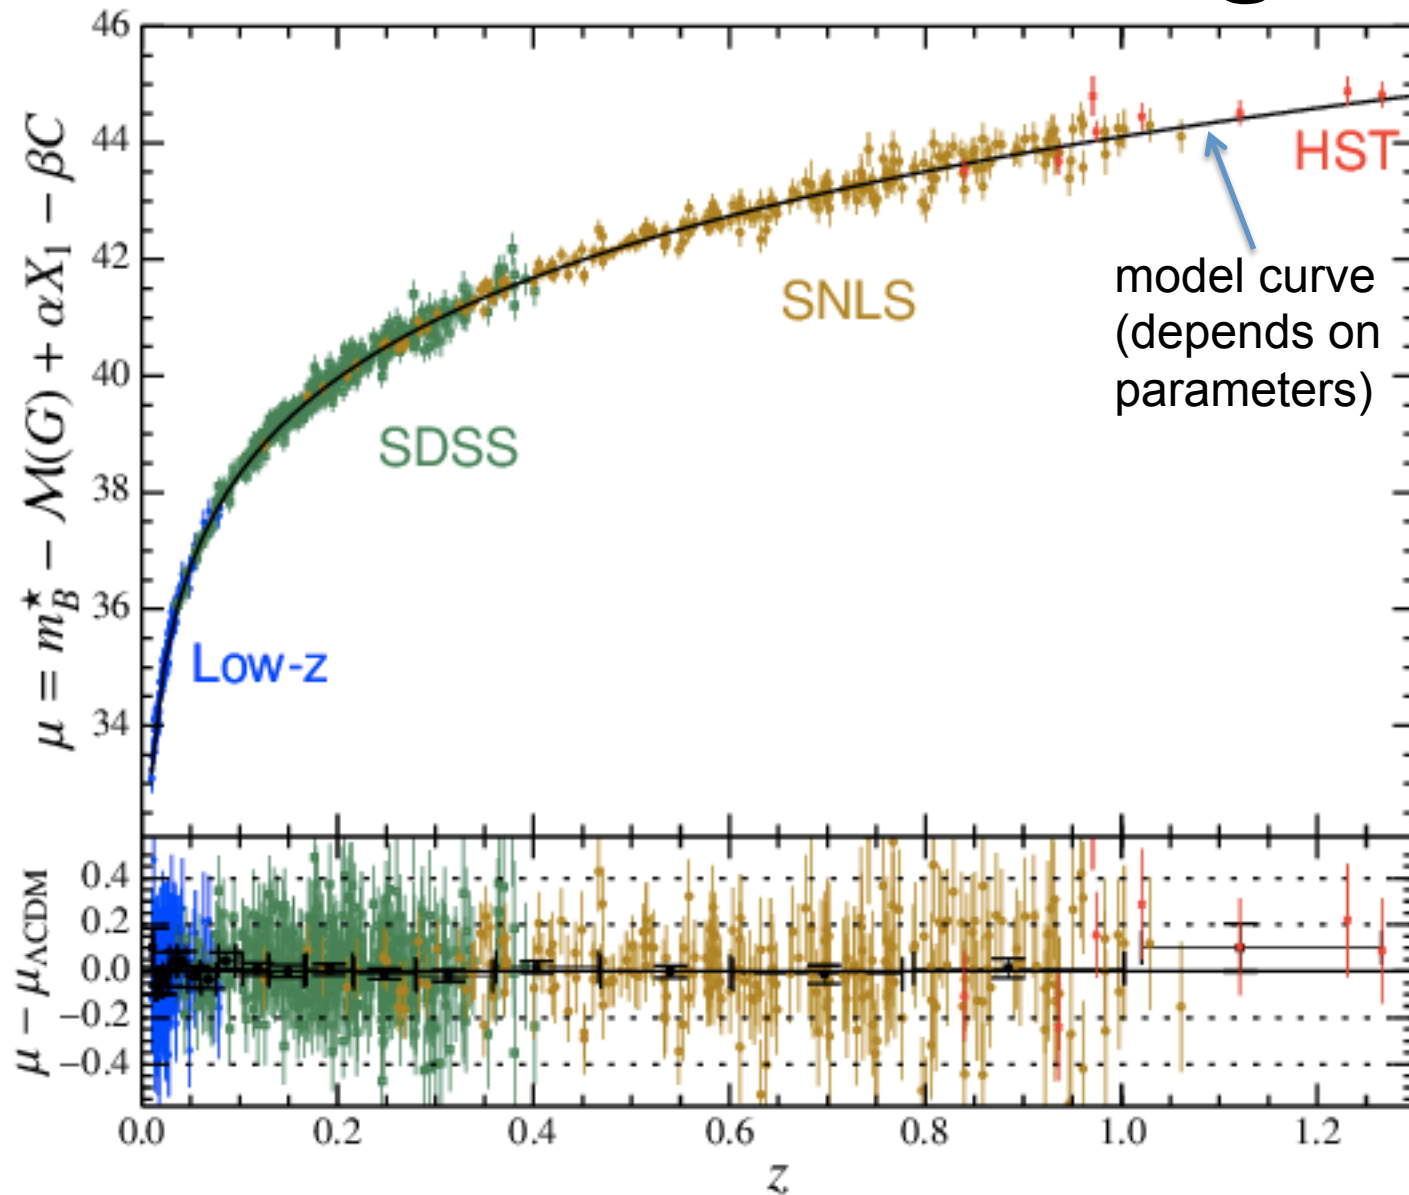 g
46
44
42
40
38
36
34
μ = m★B − M(G) + αX1 − βC
HST
model curve
(depends on
parameters)
SNLS
SDSS
Low-z
0.4
0.2
0.0
−0.2
−0.4
μ − μΛCDM
0.0 0.2 0.4 0.6 0.8 1.0 1.2
z